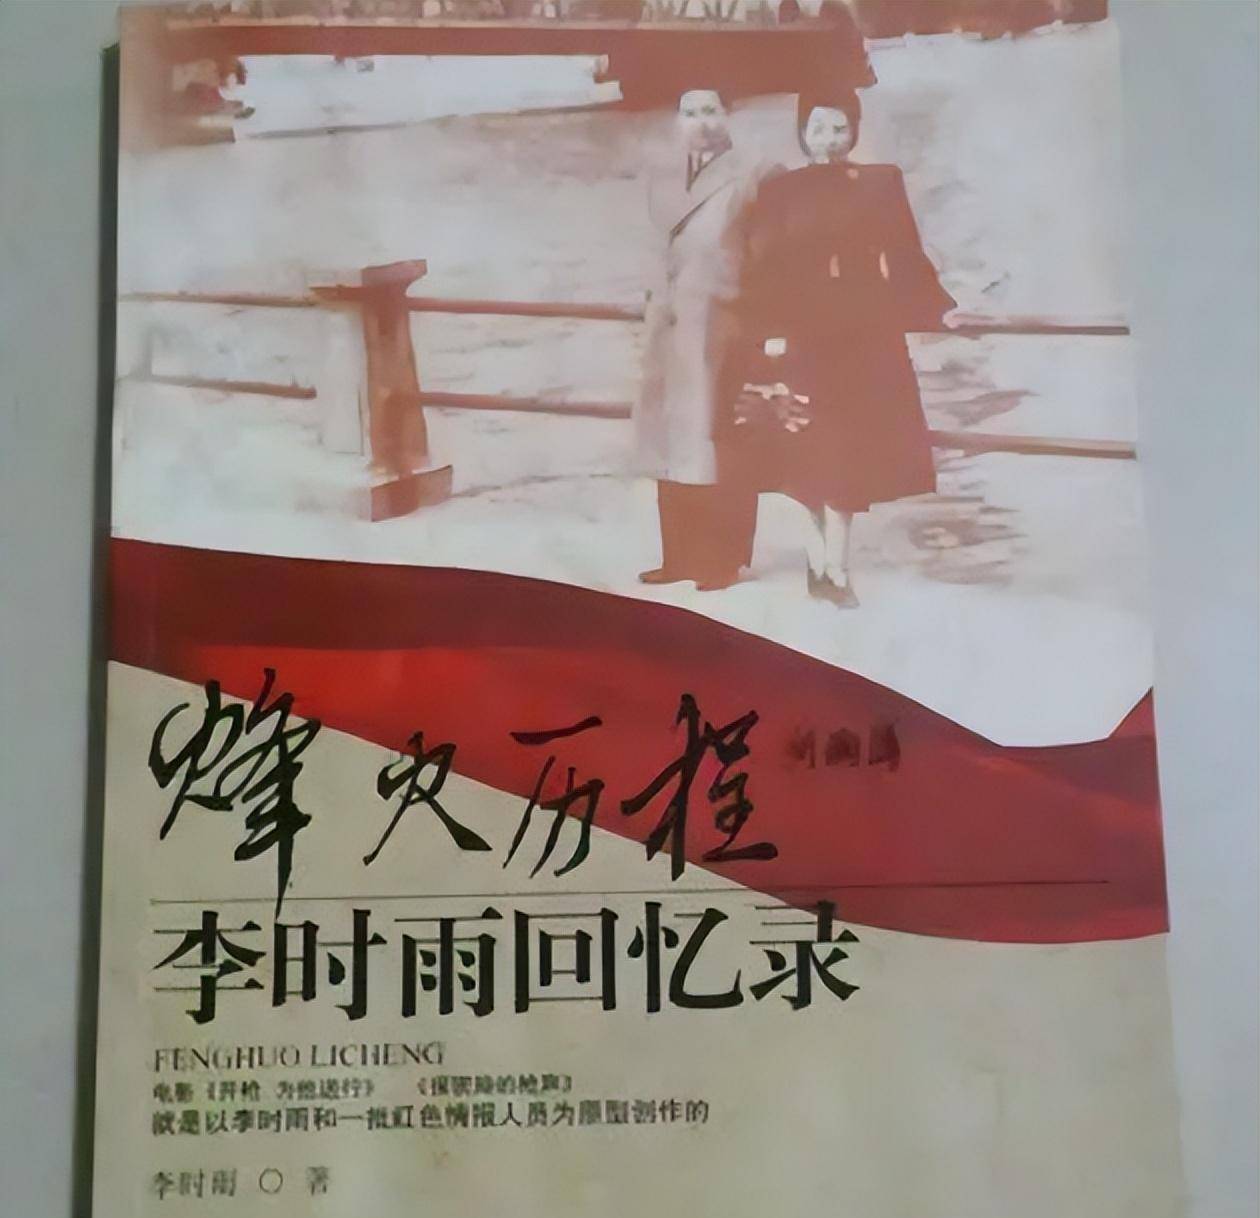 烽火历程
李时雨回忆录
FENGHUO LICHENG
电影《开枪 为他送行》 《保密局的枪声》
就是以李时雨和一批红色情报人员为原型创作的
李时雨 〇 著